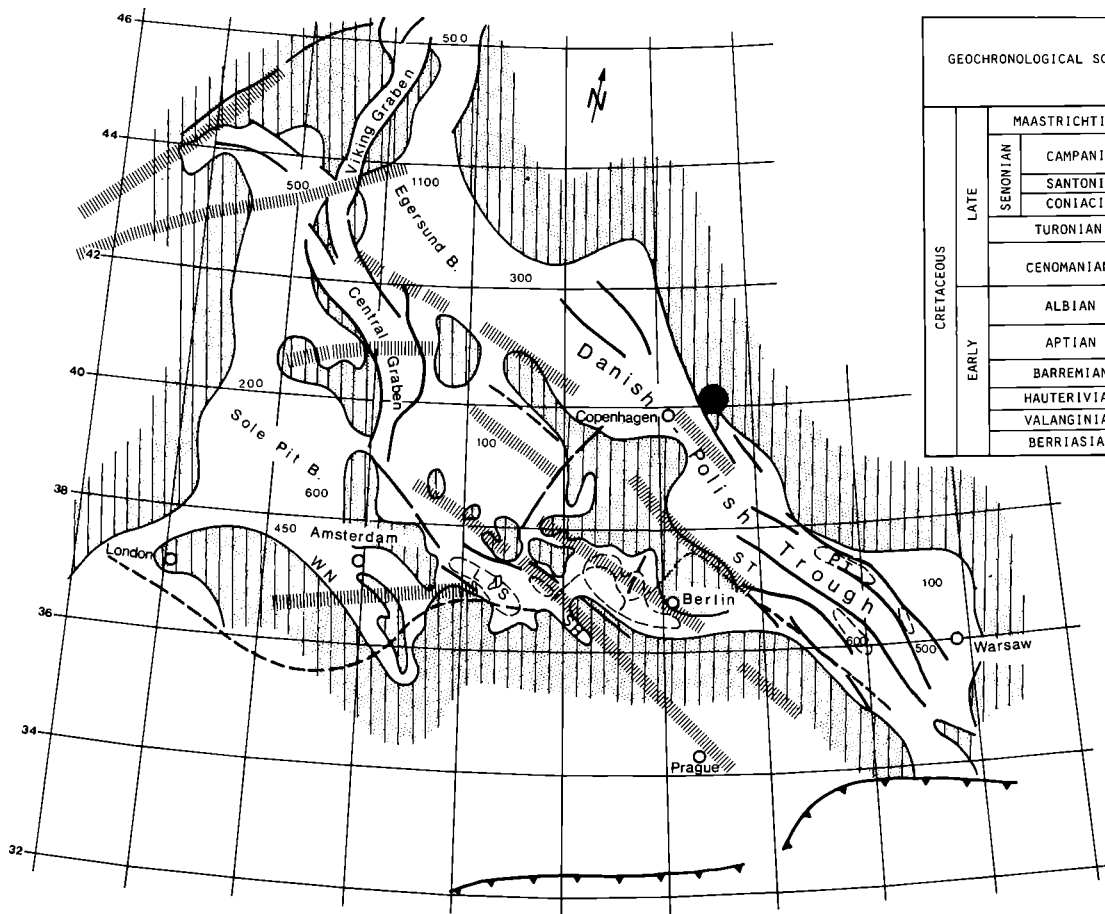 46
500
GEOCHRONOLOGICAL SC
Viking Graben
44
MAASTRICHTI
SENONIAN
CAMPANI
SANTONI
CONIACI
LATE
TURONIAN
CENOMANIAN
CRETACEOUS
EARLY
ALBIAN
APTIAN
BARREMIAN
HAUTERIVIA
VALANGINIA
BERRIASIA
N
500
1100
Egersund B.
42
300
Central Graben
Danish - Polish Trough
40
200
Copenhagen
Sole Pit B.
100
38
600
450
Amsterdam
London
WN
ST
PT
100
36
Berlin
600
500
Warsaw
34
Prague
32